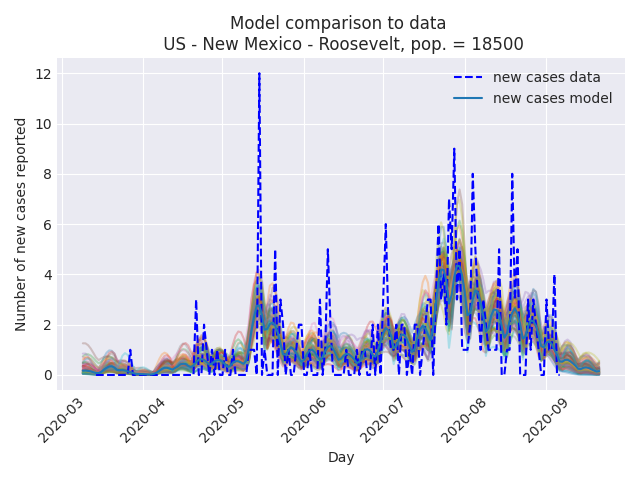 Model comparison to data
US - New Mexico - Roosevelt, pop. = 18500
new cases data
new cases model
Number of new cases reported
12
10
8
6
4
2
0
2020-03
2020-04
2020-05
2020-06
2020-07
2020-08
2020-09
Day